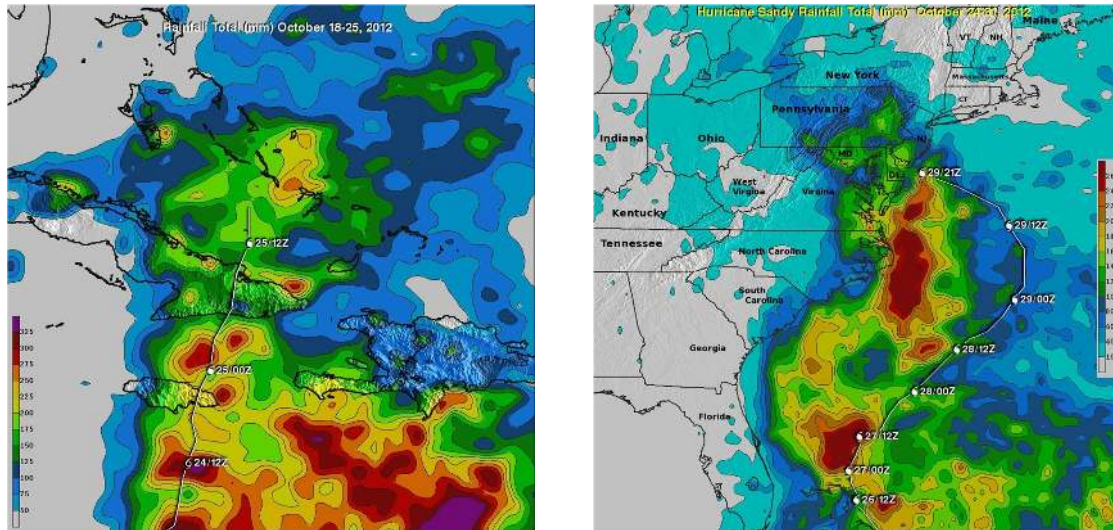 Rainfall Total (mm) October 18-25, 2012
25/12Z
25/00Z
24/12Z
325
300
275
250
225
200
175
150
125
100
75
50
Hurricane Sandy Rainfall Total (mm) October
2012
Maine
VT
NH
New York
Massachusetts
CT
Pennsylvania
Indiana
Ohio
NJ
MD
DE
West
Virginia
Virginia
Kentucky
Tennessee
North Carolina
South
Carolina
Georgia
Florida
29/21Z
29/12Z
29/00Z
28/12Z
28/00Z
27/12Z
27/00Z
26/12Z